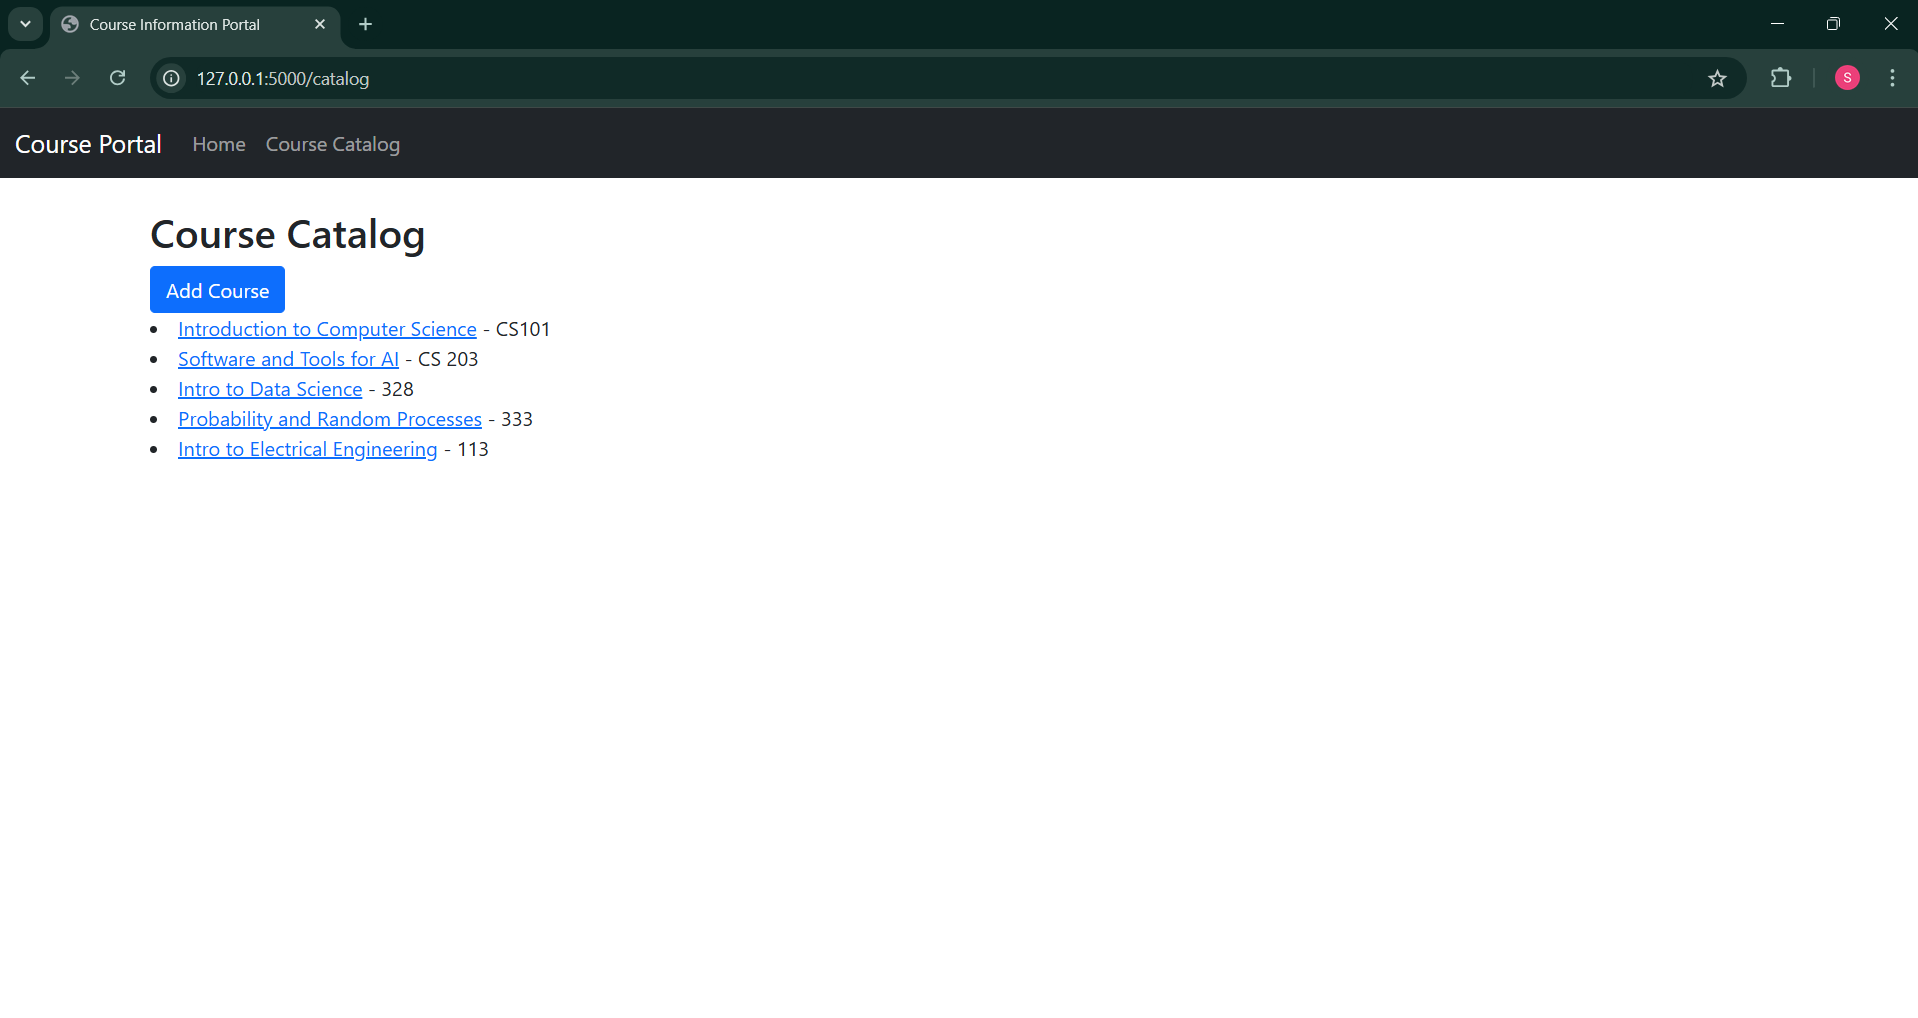 Course Information Portal
127.0.0.1:5000/catalog
S
Course Portal Home Course Catalog
Course Catalog
Add Course
Introduction to Computer Science - CS101
Software and Tools for AI - CS 203
Intro to Data Science - 328
Probability and Random Processes - 333
Intro to Electrical Engineering - 113